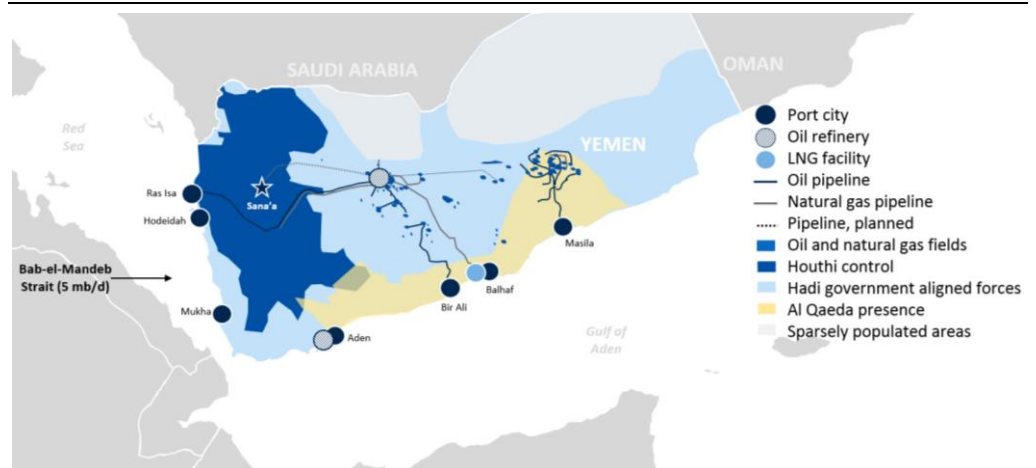 SAUDI ARABIA
OMAN
Red
Sea
YEMEN
Ras Isa
Sana'a
Hodeidah
Masila
Bab-el-Mandeb
Strait (5 mb/d)
Balhaf
Mukha
Bir Ali
Aden
Gulf of
Aden
Port city
Oil refinery
LNG facility
Oil pipeline
Natural gas pipeline
Pipeline, planned
Oil and natural gas fields
Houthi control
Hadi government aligned forces
Al Qaeda presence
Sparsely populated areas